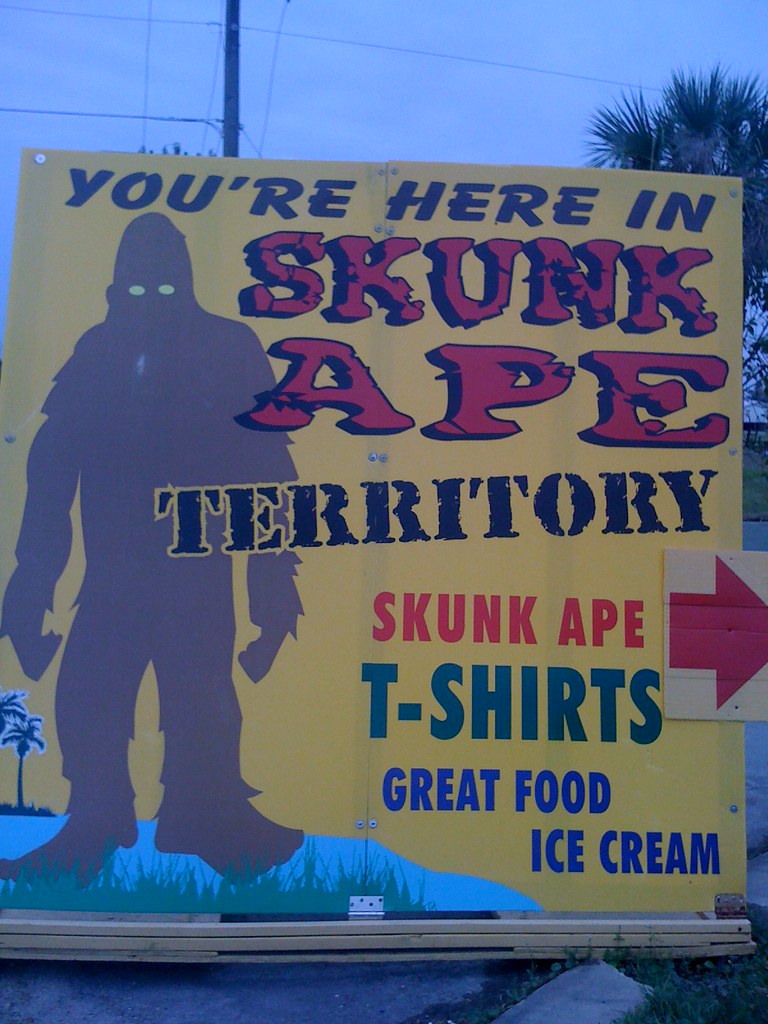 YOU'RE HERE IN
SKUNK
APE
TERRITORY
SKUNK APE
T-SHIRTS
GREAT FOOD
ICE CREAM